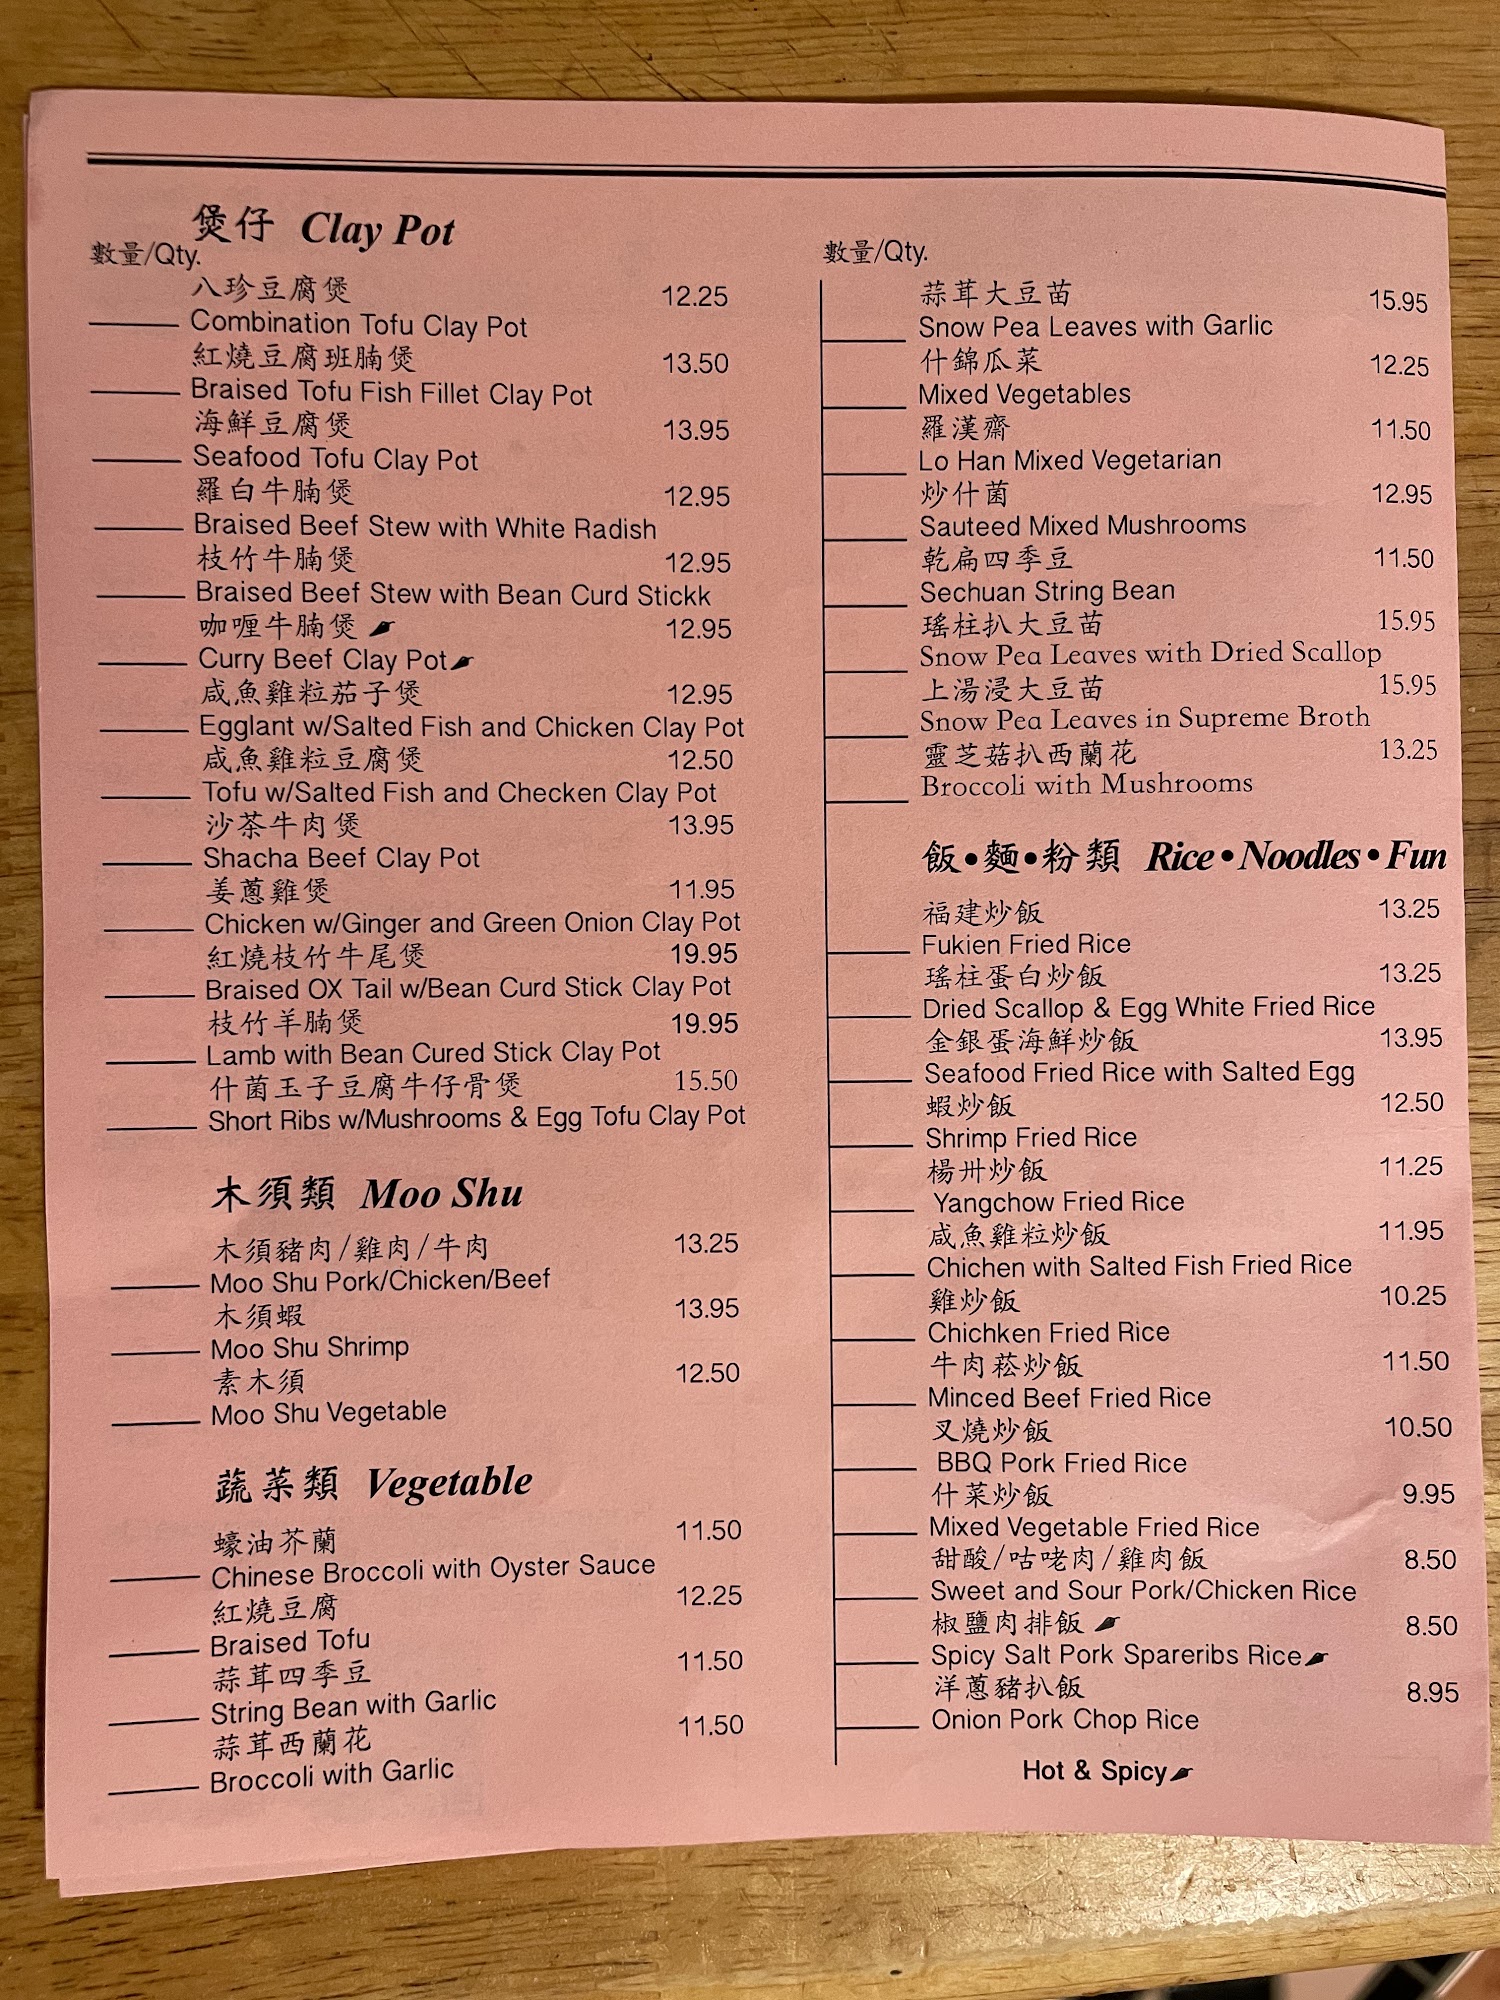 煲仔 Clay Pot
數量/Qty.
八珍豆腐煲 12.25
Combination Tofu Clay Pot
紅燒豆腐班腩煲 13.50
Braised Tofu Fish Fillet Clay Pot
海鮮豆腐煲 13.95
Seafood Tofu Clay Pot
羅白牛腩煲 12.95
Braised Beef Stew with White Radish
枝竹牛腩煲 12.95
Braised Beef Stew with Bean Curd Stickk
咖喱牛腩煲 12.95
Curry Beef Clay Pot
咸魚雞粒茄子煲 12.95
Egglant w/Salted Fish and Chicken Clay Pot
咸魚雞粒豆腐煲 12.50
Tofu w/Salted Fish and Checken Clay Pot
沙茶牛肉煲 13.95
Shacha Beef Clay Pot
姜蔥雞煲 11.95
Chicken w/Ginger and Green Onion Clay Pot
紅燒枝竹牛尾煲 19.95
Braised OX Tail w/Bean Curd Stick Clay Pot
枝竹羊腩煲 19.95
Lamb with Bean Cured Stick Clay Pot
什菌玉子豆腐牛仔骨煲 15.50
Short Ribs w/Mushrooms & Egg Tofu Clay Pot
木須類 Moo Shu
木須豬肉/雞肉/牛肉 13.25
Moo Shu Pork/Chicken/Beef
木須蝦 13.95
Moo Shu Shrimp
素木須 12.50
Moo Shu Vegetable
蔬菜類 Vegetable
蠔油芥蘭 11.50
Chinese Broccoli with Oyster Sauce
紅燒豆腐 12.25
Braised Tofu
蒜茸四季豆 11.50
String Bean with Garlic
蒜茸西蘭花 11.50
Broccoli with Garlic
數量/Qty.
蒜茸大豆苗 15.95
Snow Pea Leaves with Garlic
什錦瓜菜 12.25
Mixed Vegetables
羅漢齋 11.50
Lo Han Mixed Vegetarian
炒什菌 12.95
Sauteed Mixed Mushrooms
乾扁四季豆 11.50
Sechuan String Bean
瑤柱扒大豆苗 15.95
Snow Pea Leaves with Dried Scallop
上湯浸大豆苗 15.95
Snow Pea Leaves in Supreme Broth
靈芝菇扒西蘭花 13.25
Broccoli with Mushrooms
飯•麵•粉類 Rice • Noodles • Fun
福建炒飯 13.25
Fukien Fried Rice
瑤柱蛋白炒飯 13.25
Dried Scallop & Egg White Fried Rice
金銀蛋海鮮炒飯 13.95
Seafood Fried Rice with Salted Egg
蝦炒飯 12.50
Shrimp Fried Rice
楊卅炒飯 11.25
Yangchow Fried Rice
咸魚雞粒炒飯 11.95
Chichen with Salted Fish Fried Rice
雞炒飯 10.25
Chichken Fried Rice
牛肉菘炒飯 11.50
Minced Beef Fried Rice
叉燒炒飯 10.50
BBQ Pork Fried Rice
什菜炒飯 9.95
Mixed Vegetable Fried Rice
甜酸/咕咾肉/雞肉飯 8.50
Sweet and Sour Pork/Chicken Rice
椒鹽肉排飯 8.50
Spicy Salt Pork Spareribs Rice
洋蔥豬扒飯 8.95
Onion Pork Chop Rice
Hot & Spicy